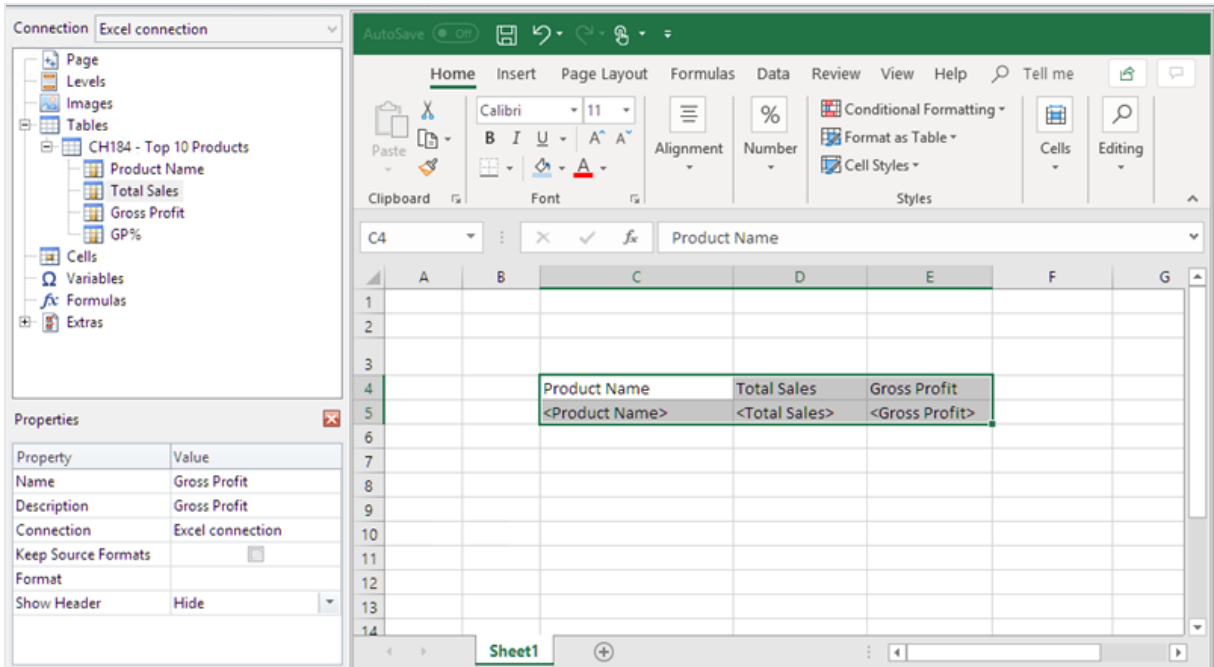 Connection Excel connection
Page
Levels
Images
Tables
CH184 - Top 10 Products
Product Name
Total Sales
Gross Profit
GP%
Cells
Ω Variables
fx Formulas
Extras
Properties
Property Value
Name Gross Profit
Description Gross Profit
Connection Excel connection
Keep Source Formats
Format
Show Header Hide
AutoSave Off
Home Insert Page Layout Formulas Data Review View Help Tell me
Calibri 11
Paste B I U A A A
Alignment
% Number
Conditional Formatting
Format as Table
Cell Styles
Cells Editing
Clipboard Font Styles
C4 fx Product Name
A B C D E F G
1
2
3
4 Product Name Total Sales Gross Profit
5 <Product Name> <Total Sales> <Gross Profit>
6
7
8
9
10
11
12
13
14
Sheet1